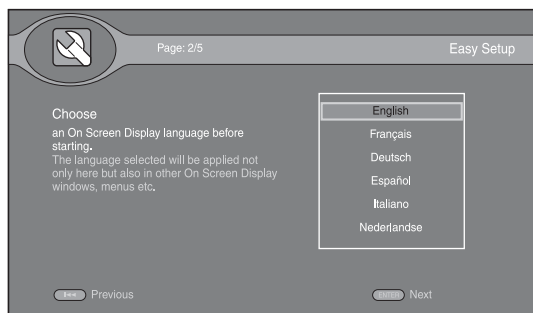 Page: 2/5
Easy Setup
Choose
an On Screen Display language before
starting.
The language selected will be applied not
only here but also in other On Screen Display
windows, menus etc.
English
Français
Deutsch
Español
Italiano
Nederlandse
Previous
ENTER Next